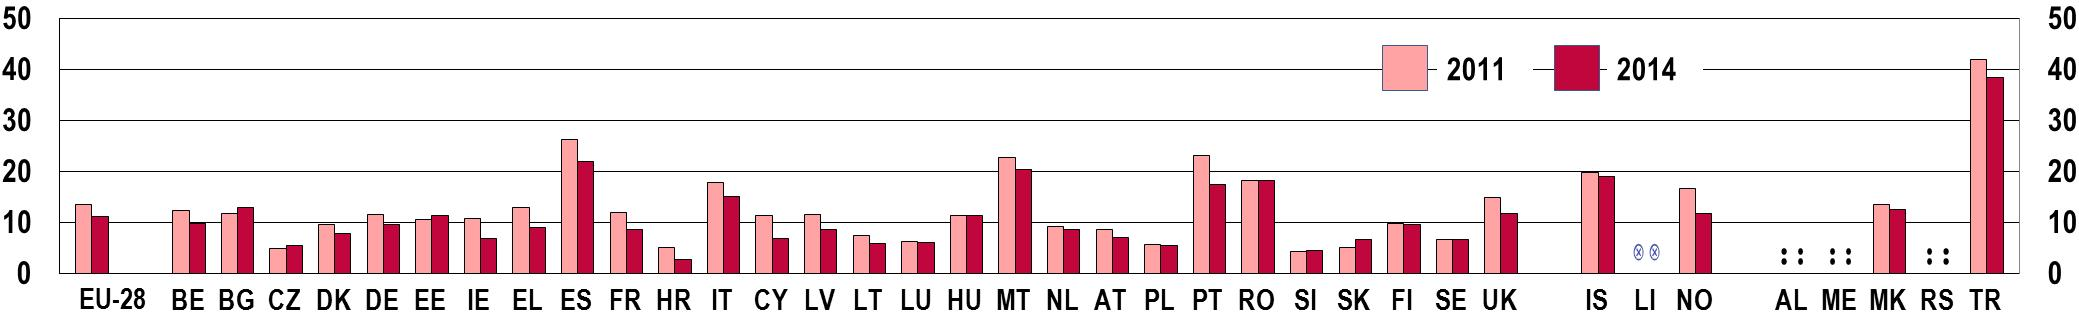 50 50
40 2011 2014 40
30 30
20 20
10 10
0 : : : : : : 0
EU-28 BE BG CZ DK DE EE IE EL ES FR HR IT CY LV LT LU HU MT NL AT PL PT RO SI SK FI SE UK IS LI NO AL ME MK RS TR